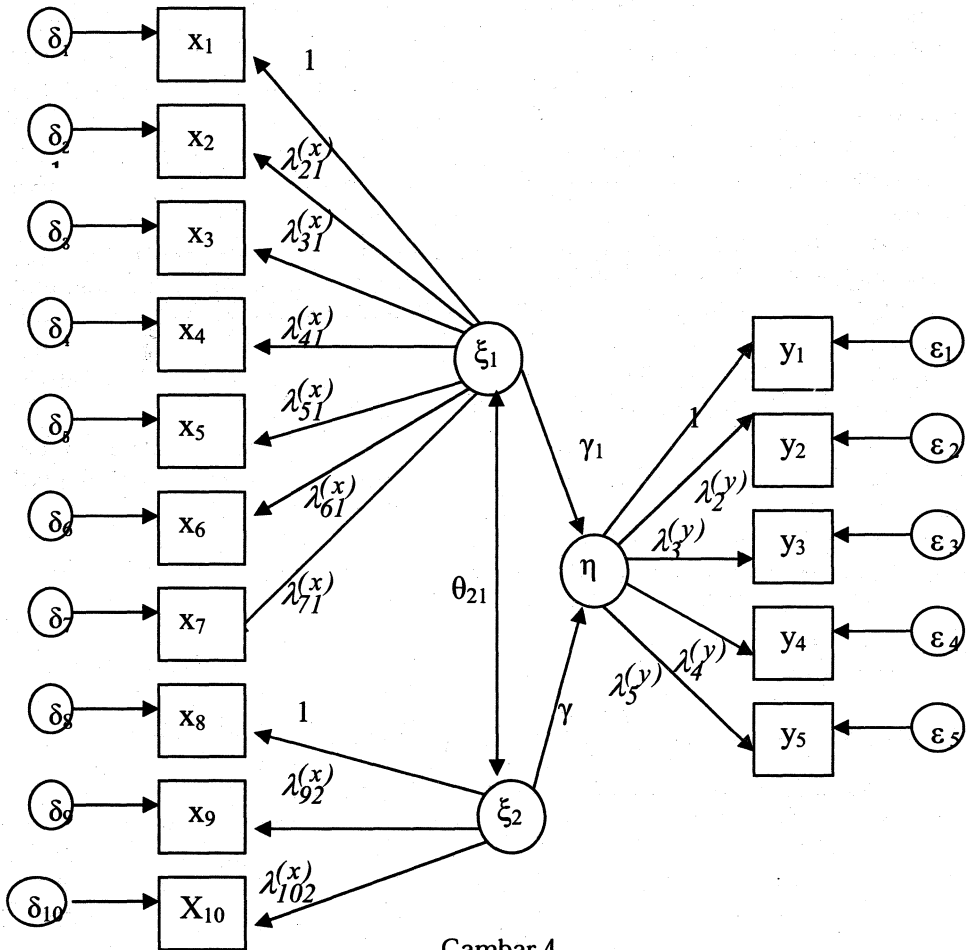 δ1 x1
1
δ2 x2
λ21(x)
δ3 x3
λ31(x)
δ x4
λ41(x)
ξ1
y1 ε1
δ5 x5
λ51(x)
γ1
1
y2 ε2
λ2(y)
δ6 x6
λ61(x)
λ3(y)
y3 ε3
η
θ21
δ7 x7
λ71(x)
y4 ε4
λ4(y)
λ5(y)
δ8 x8
1
γ
y5 ε5
λ92(x)
δ9 x9
ξ2
λ102(x)
δ10 X10
Gambar 4